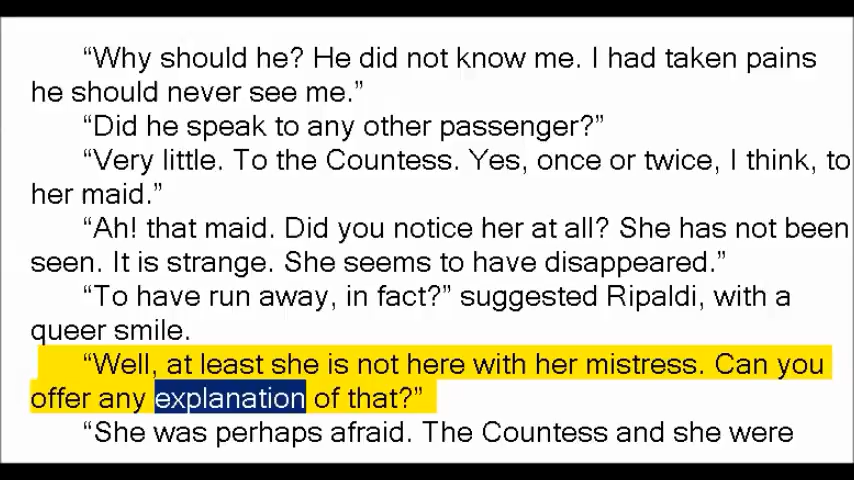 “Why should he? He did not know me. I had taken pains
he should never see me.”
“Did he speak to any other passenger?”
“Very little. To the Countess. Yes, once or twice, I think, to
her maid.”
“Ah! that maid. Did you notice her at all? She has not been
seen. It is strange. She seems to have disappeared.”
“To have run away, in fact?” suggested Ripaldi, with a
queer smile.
“Well, at least she is not here with her mistress. Can you
offer any explanation of that?”
“She was perhaps afraid. The Countess and she were